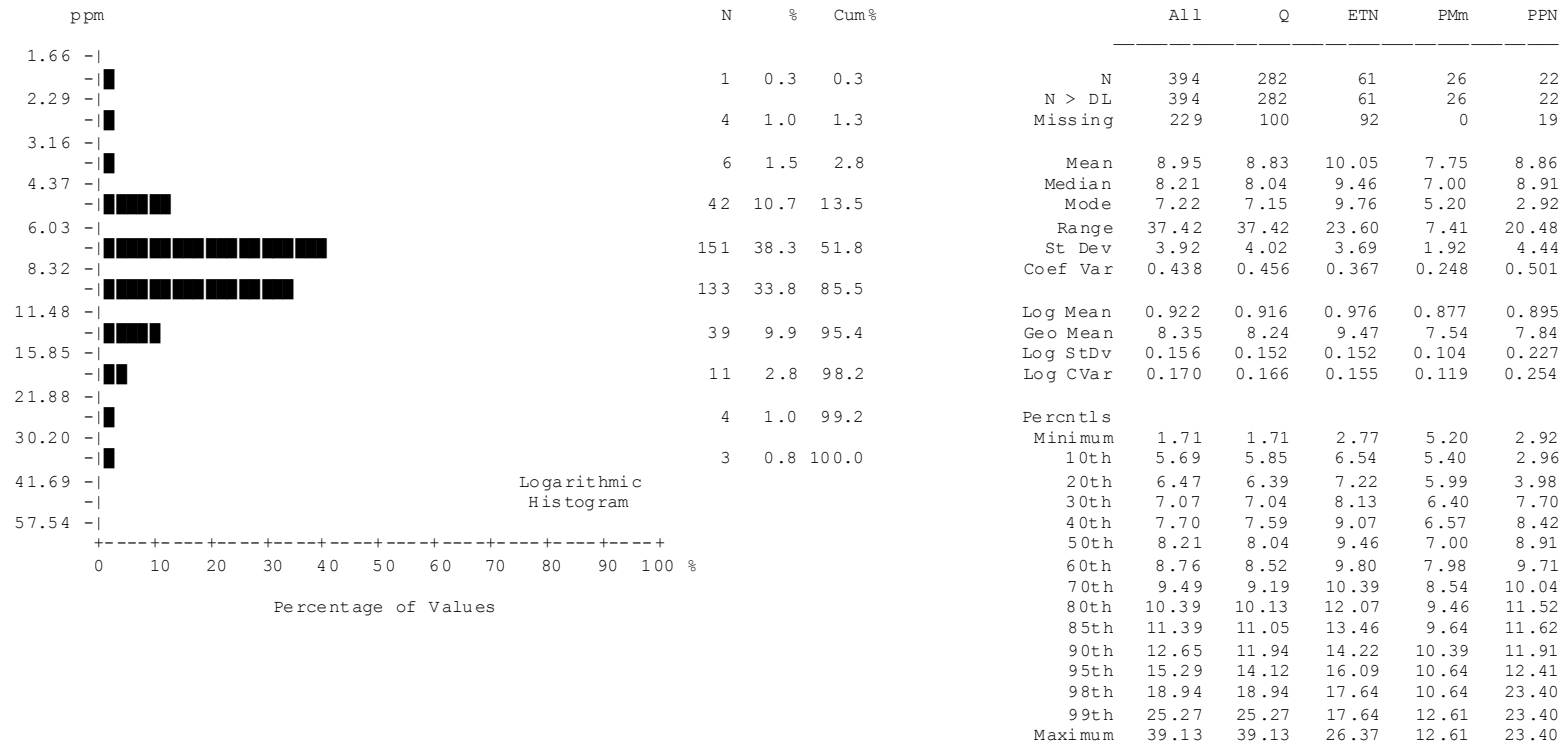 ppm N % Cum% All Q ETN PMm PPN
1.66 -|
-| 1 0.3 0.3 N 394 282 61 26 22
2.29 -| N > DL 394 282 61 26 22
-| 4 1.0 1.3 Missing 229 100 92 0 19
3.16 -|
-| 6 1.5 2.8 Mean 8.95 8.83 10.05 7.75 8.86
4.37 -| Median 8.21 8.04 9.46 7.00 8.91
-| 42 10.7 13.5 Mode 7.22 7.15 9.76 5.20 2.92
6.03 -| Range 37.42 37.42 23.60 7.41 20.48
-| 151 38.3 51.8 St Dev 3.92 4.02 3.69 1.92 4.44
8.32 -| Coef Var 0.438 0.456 0.367 0.248 0.501
-| 133 33.8 85.5
11.48 -| Log Mean 0.922 0.916 0.976 0.877 0.895
-| 39 9.9 95.4 Geo Mean 8.35 8.24 9.47 7.54 7.84
15.85 -| Log StDv 0.156 0.152 0.152 0.104 0.227
-| 11 2.8 98.2 Log CVar 0.170 0.166 0.155 0.119 0.254
21.88 -|
-| 4 1.0 99.2 Percntls
30.20 -| Minimum 1.71 1.71 2.77 5.20 2.92
-| 3 0.8 100.0 10th 5.69 5.85 6.54 5.40 2.96
41.69 -| Logarithmic 20th 6.47 6.39 7.22 5.99 3.98
-| Histogram 30th 7.07 7.04 8.13 6.40 7.70
57.54 -| 40th 7.70 7.59 9.07 6.57 8.42
+----+----+----+----+----+----+----+----+----+----+ 50th 8.21 8.04 9.46 7.00 8.91
0 10 20 30 40 50 60 70 80 90 100 % 60th 8.76 8.52 9.80 7.98 9.71
70th 9.49 9.19 10.39 8.54 10.04
Percentage of Values 80th 10.39 10.13 12.07 9.46 11.52
85th 11.39 11.05 13.46 9.64 11.62
90th 12.65 11.94 14.22 10.39 11.91
95th 15.29 14.12 16.09 10.64 12.41
98th 18.94 18.94 17.64 10.64 23.40
99th 25.27 25.27 17.64 12.61 23.40
Maximum 39.13 39.13 26.37 12.61 23.40